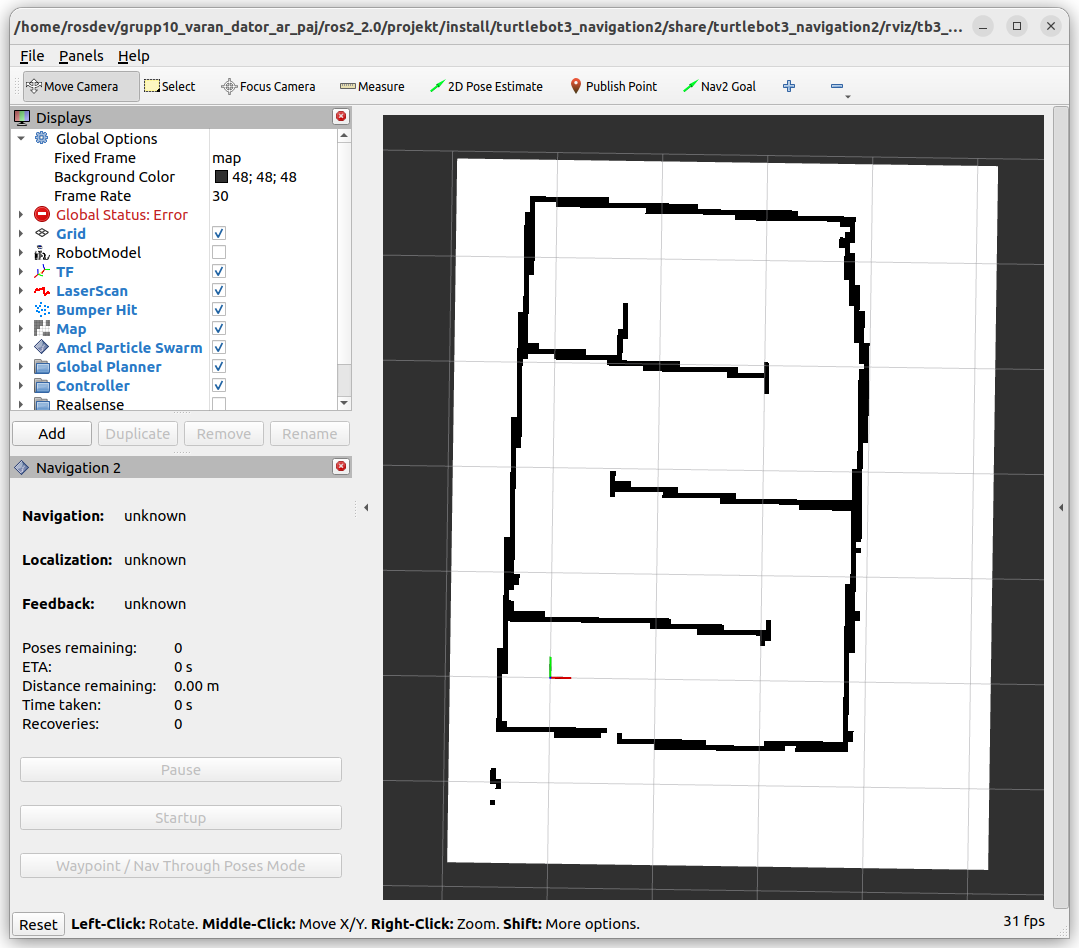 /home/rosdev/grupp10_varan_dator_ar_paj/ros2_2.0/projekt/install/turtlebot3_navigation2/share/turtlebot3_navigation2/rviz/tb3_...
File Panels Help
Move Camera Select Focus Camera Measure 2D Pose Estimate Publish Point Nav2 Goal
Displays
Global Options
Fixed Frame map
Background Color 48; 48; 48
Frame Rate 30
Global Status: Error
Grid
RobotModel
TF
LaserScan
Bumper Hit
Map
Amcl Particle Swarm
Global Planner
Controller
Realsense
Add Duplicate Remove Rename
Navigation 2
Navigation: unknown
Localization: unknown
Feedback: unknown
Poses remaining: 0
ETA: 0 s
Distance remaining: 0.00 m
Time taken: 0 s
Recoveries: 0
Pause
Startup
Waypoint / Nav Through Poses Mode
Reset Left-Click: Rotate. Middle-Click: Move X/Y. Right-Click: Zoom. Shift: More options. 31 fps